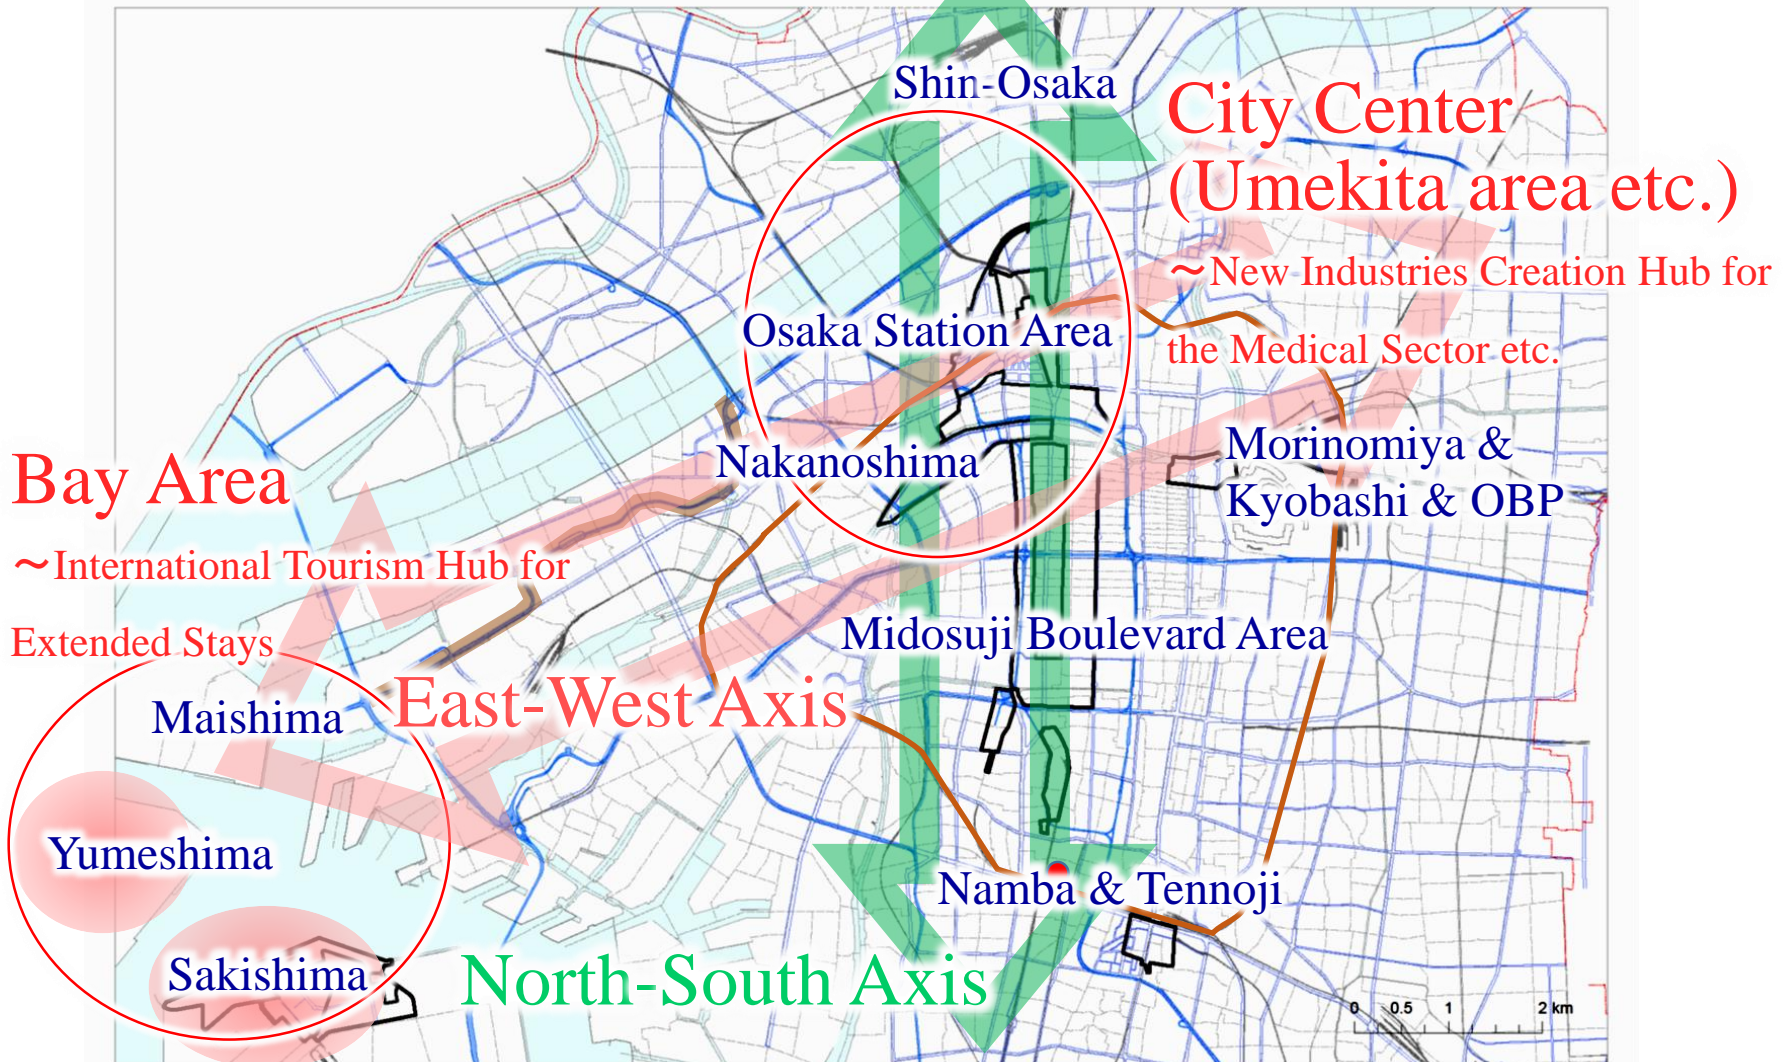 Shin-Osaka
City Center
(Umekita area etc.)
~New Industries Creation Hub for
the Medical Sector etc.
Osaka Station Area
Nakanoshima
Morinomiya &
Kyobashi & OBP
Bay Area
~International Tourism Hub for
Extended Stays
Midosuji Boulevard Area
Maishima
East-West Axis
Yumeshima
Namba & Tennoji
Sakishima
North-South Axis
0 0.5 1 2 km